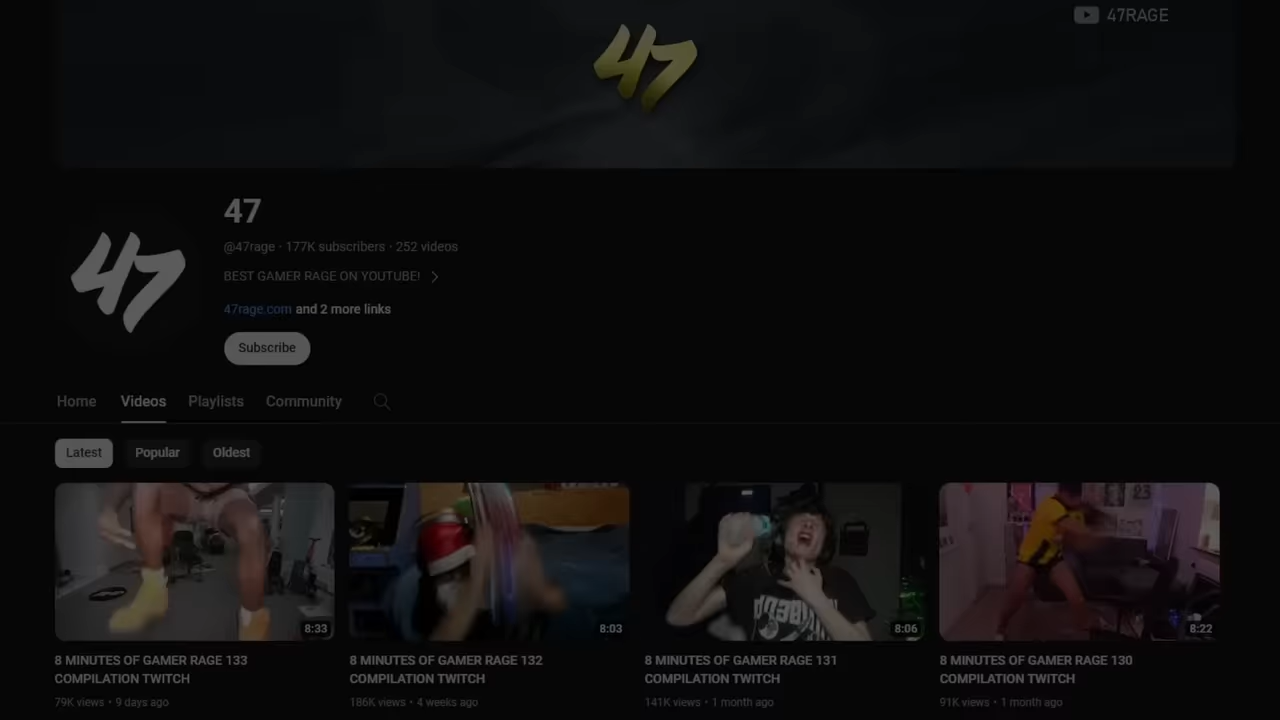 47RAGE
47
47
47
@47rage · 177K subscribers · 252 videos
BEST GAMER RAGE ON YOUTUBE!
47rage.com and 2 more links
Subscribe
Home Videos Playlists Community
Latest Popular Oldest
23
8:33 8:03 8:06 8:22
8 MINUTES OF GAMER RAGE 133 COMPILATION TWITCH
79K views • 9 days ago
8 MINUTES OF GAMER RAGE 132 COMPILATION TWITCH
186K views • 4 weeks ago
8 MINUTES OF GAMER RAGE 131 COMPILATION TWITCH
141K views • 1 month ago
8 MINUTES OF GAMER RAGE 130 COMPILATION TWITCH
91K views • 1 month ago